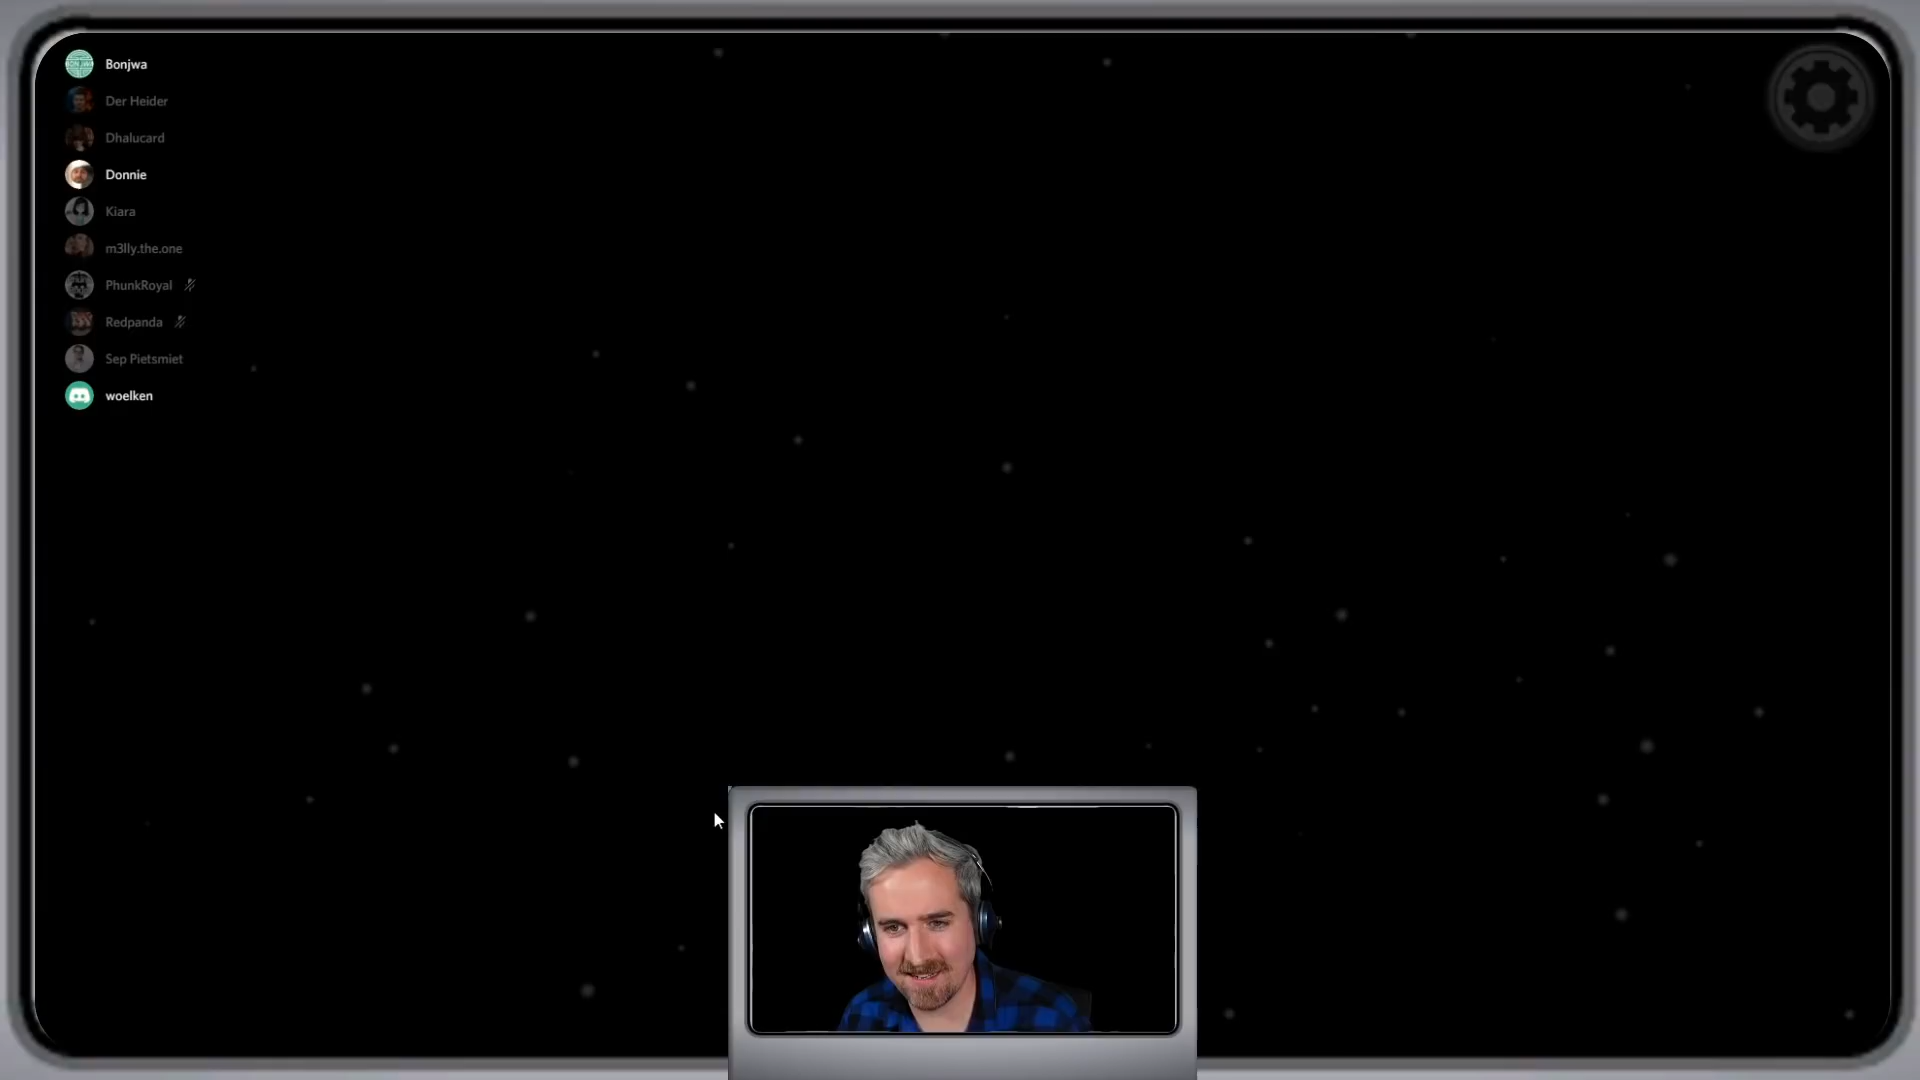 Bonjwa
Der Heider
Dhalucard
Donnie
Kiara
m3lly.the.one
PhunkRoyal
Redpanda
Sep Pietsmiet
woelken